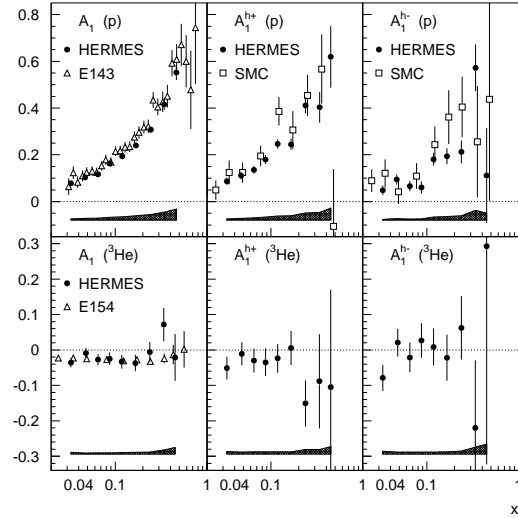 A₁ (p)
HERMES
E143
A₁ʰ⁺ (p)
HERMES
SMC
A₁ʰ⁻ (p)
HERMES
SMC
0.8
0.6
0.4
0.2
0
A₁ (³He)
HERMES
E154
A₁ʰ⁺ (³He)
A₁ʰ⁻ (³He)
0.3
0.2
0.1
0
-0.1
-0.2
-0.3
0.04 0.1 1 0.04 0.1 1 0.04 0.1 1
x